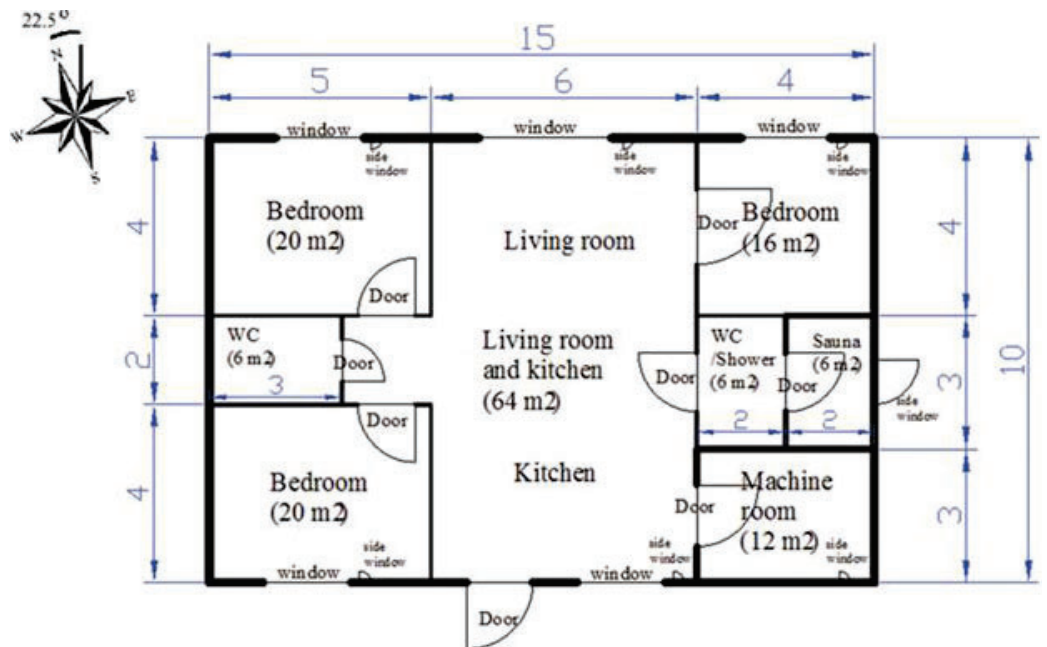 22.5°
N
E
W
S
15
5
6
4
window
window
window
side
window
side
window
side
window
4
Bedroom
(20 m2)
Door
Living room
Door
Bedroom
(16 m2)
4
2
WC
(6 m2)
Door
3
Living room
and kitchen
(64 m2)
Door
WC
/Shower
(6 m2)
2
Sauna
(6 m2)
Door
2
side
window
3
10
4
Door
Bedroom
(20 m2)
side
window
window
Kitchen
Door
side
window
window
Door
Machine
room
(12 m2)
side
window
3